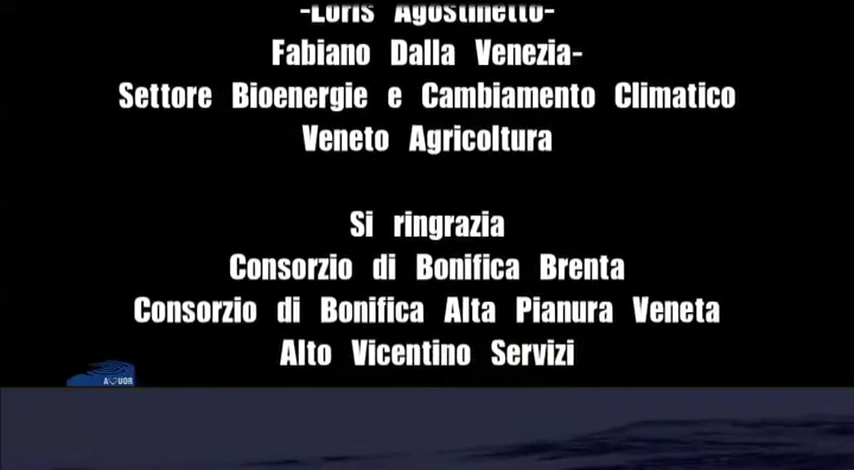 -Loris Agostinetto-
Fabiano Dalla Venezia-
Settore Bioenergie e Cambiamento Climatico
Veneto Agricoltura
Si ringrazia
Consorzio di Bonifica Brenta
Consorzio di Bonifica Alta Pianura Veneta
Alto Vicentino Servizi
AQUOR